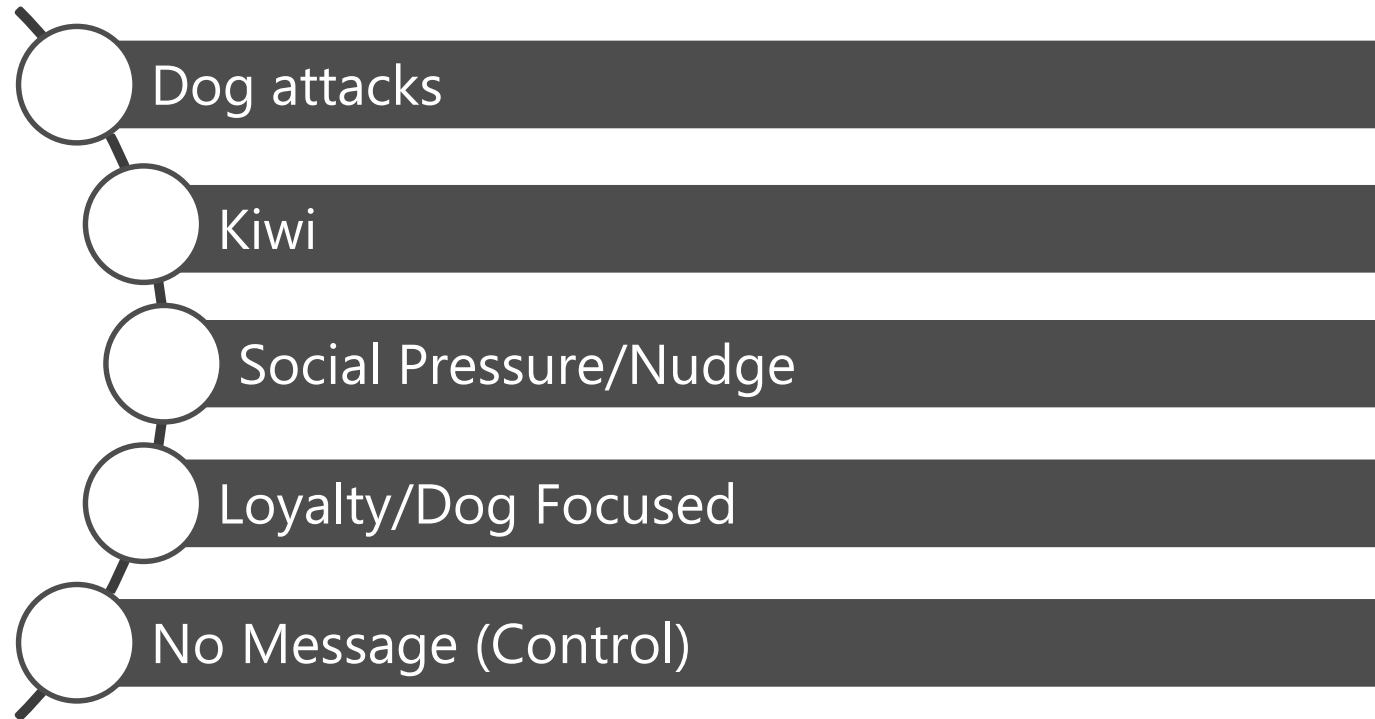 Dog attacks
Kiwi
Social Pressure/Nudge
Loyalty/Dog Focused
No Message (Control)